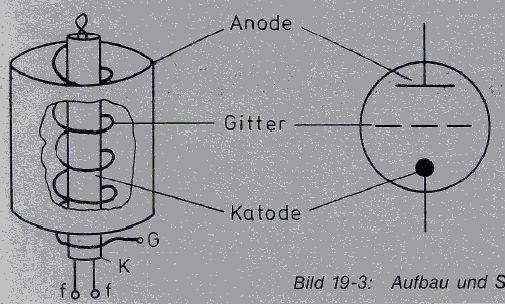 Anode
Gitter
Katode
G
K
f f
Bild 19-3: Aufbau und S